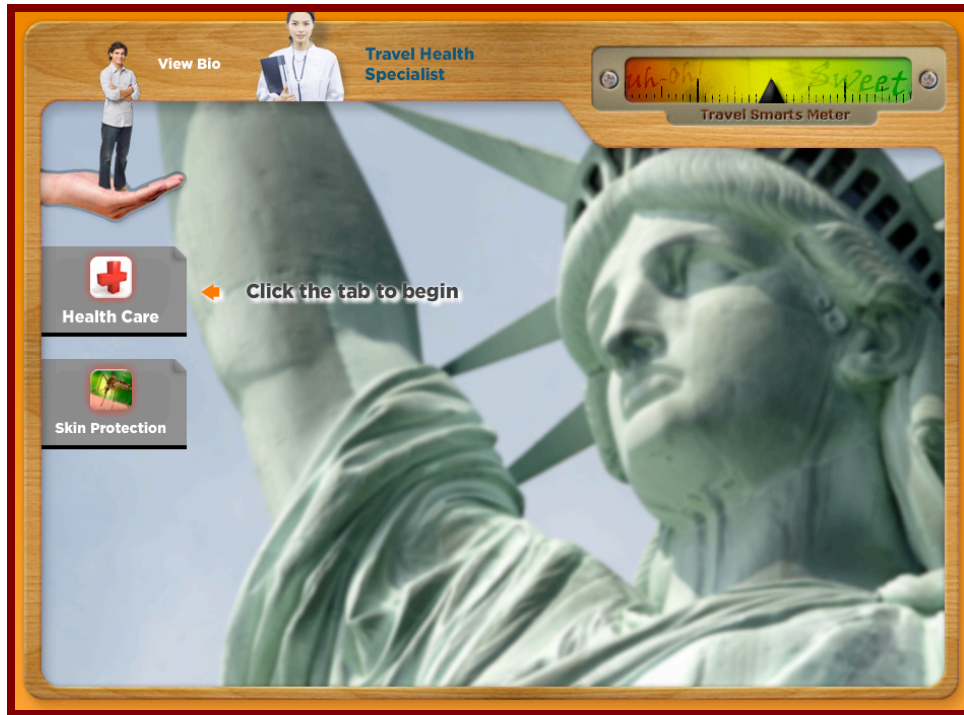 View Bio
Travel Health
Specialist
uh-oh
Sweet
Travel Smarts Meter
Health Care
Click the tab to begin
Skin Protection